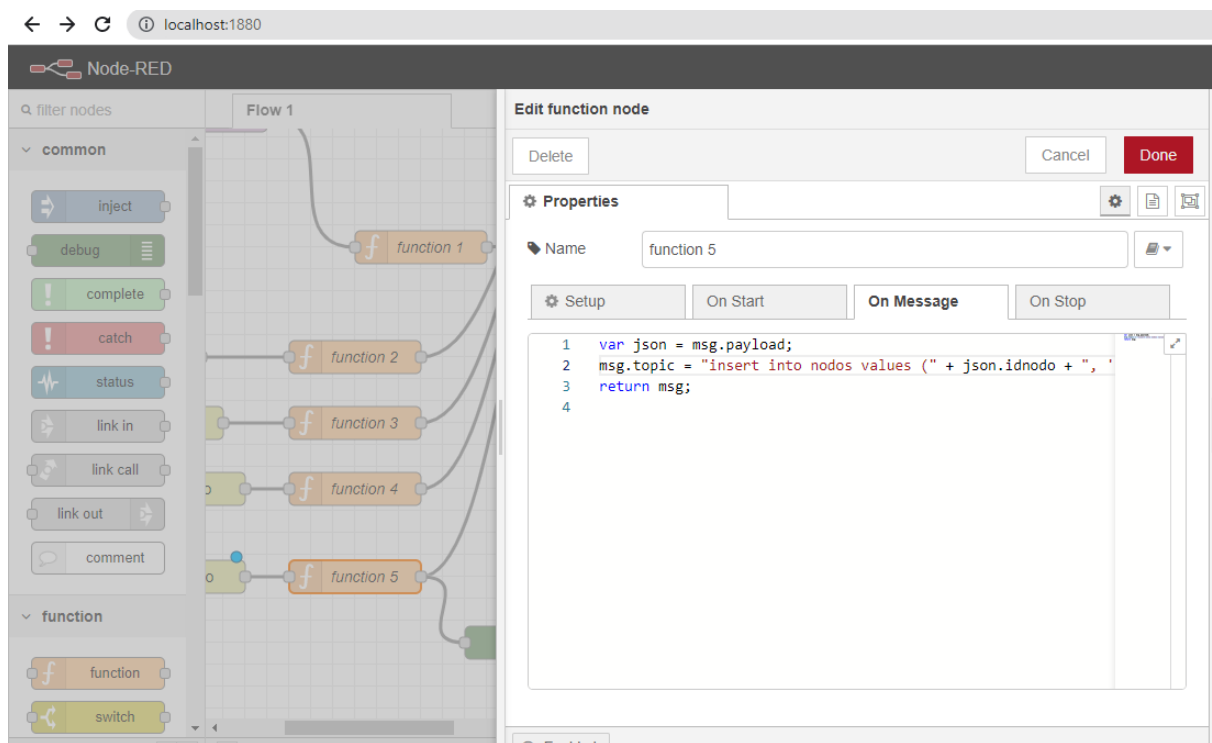 localhost:1880
Node-RED
filter nodes
Flow 1
Edit function node
common
Delete
Cancel
Done
inject
Properties
debug
function 1
Name
function 5
complete
Setup
On Start
On Message
On Stop
catch
function 2
1 var json = msg.payload;
2 msg.topic = "insert into nodos values (" + json.idnodo + ", '
3 return msg;
4
status
link in
function 3
link call
function 4
link out
comment
o
function 5
function
function
switch